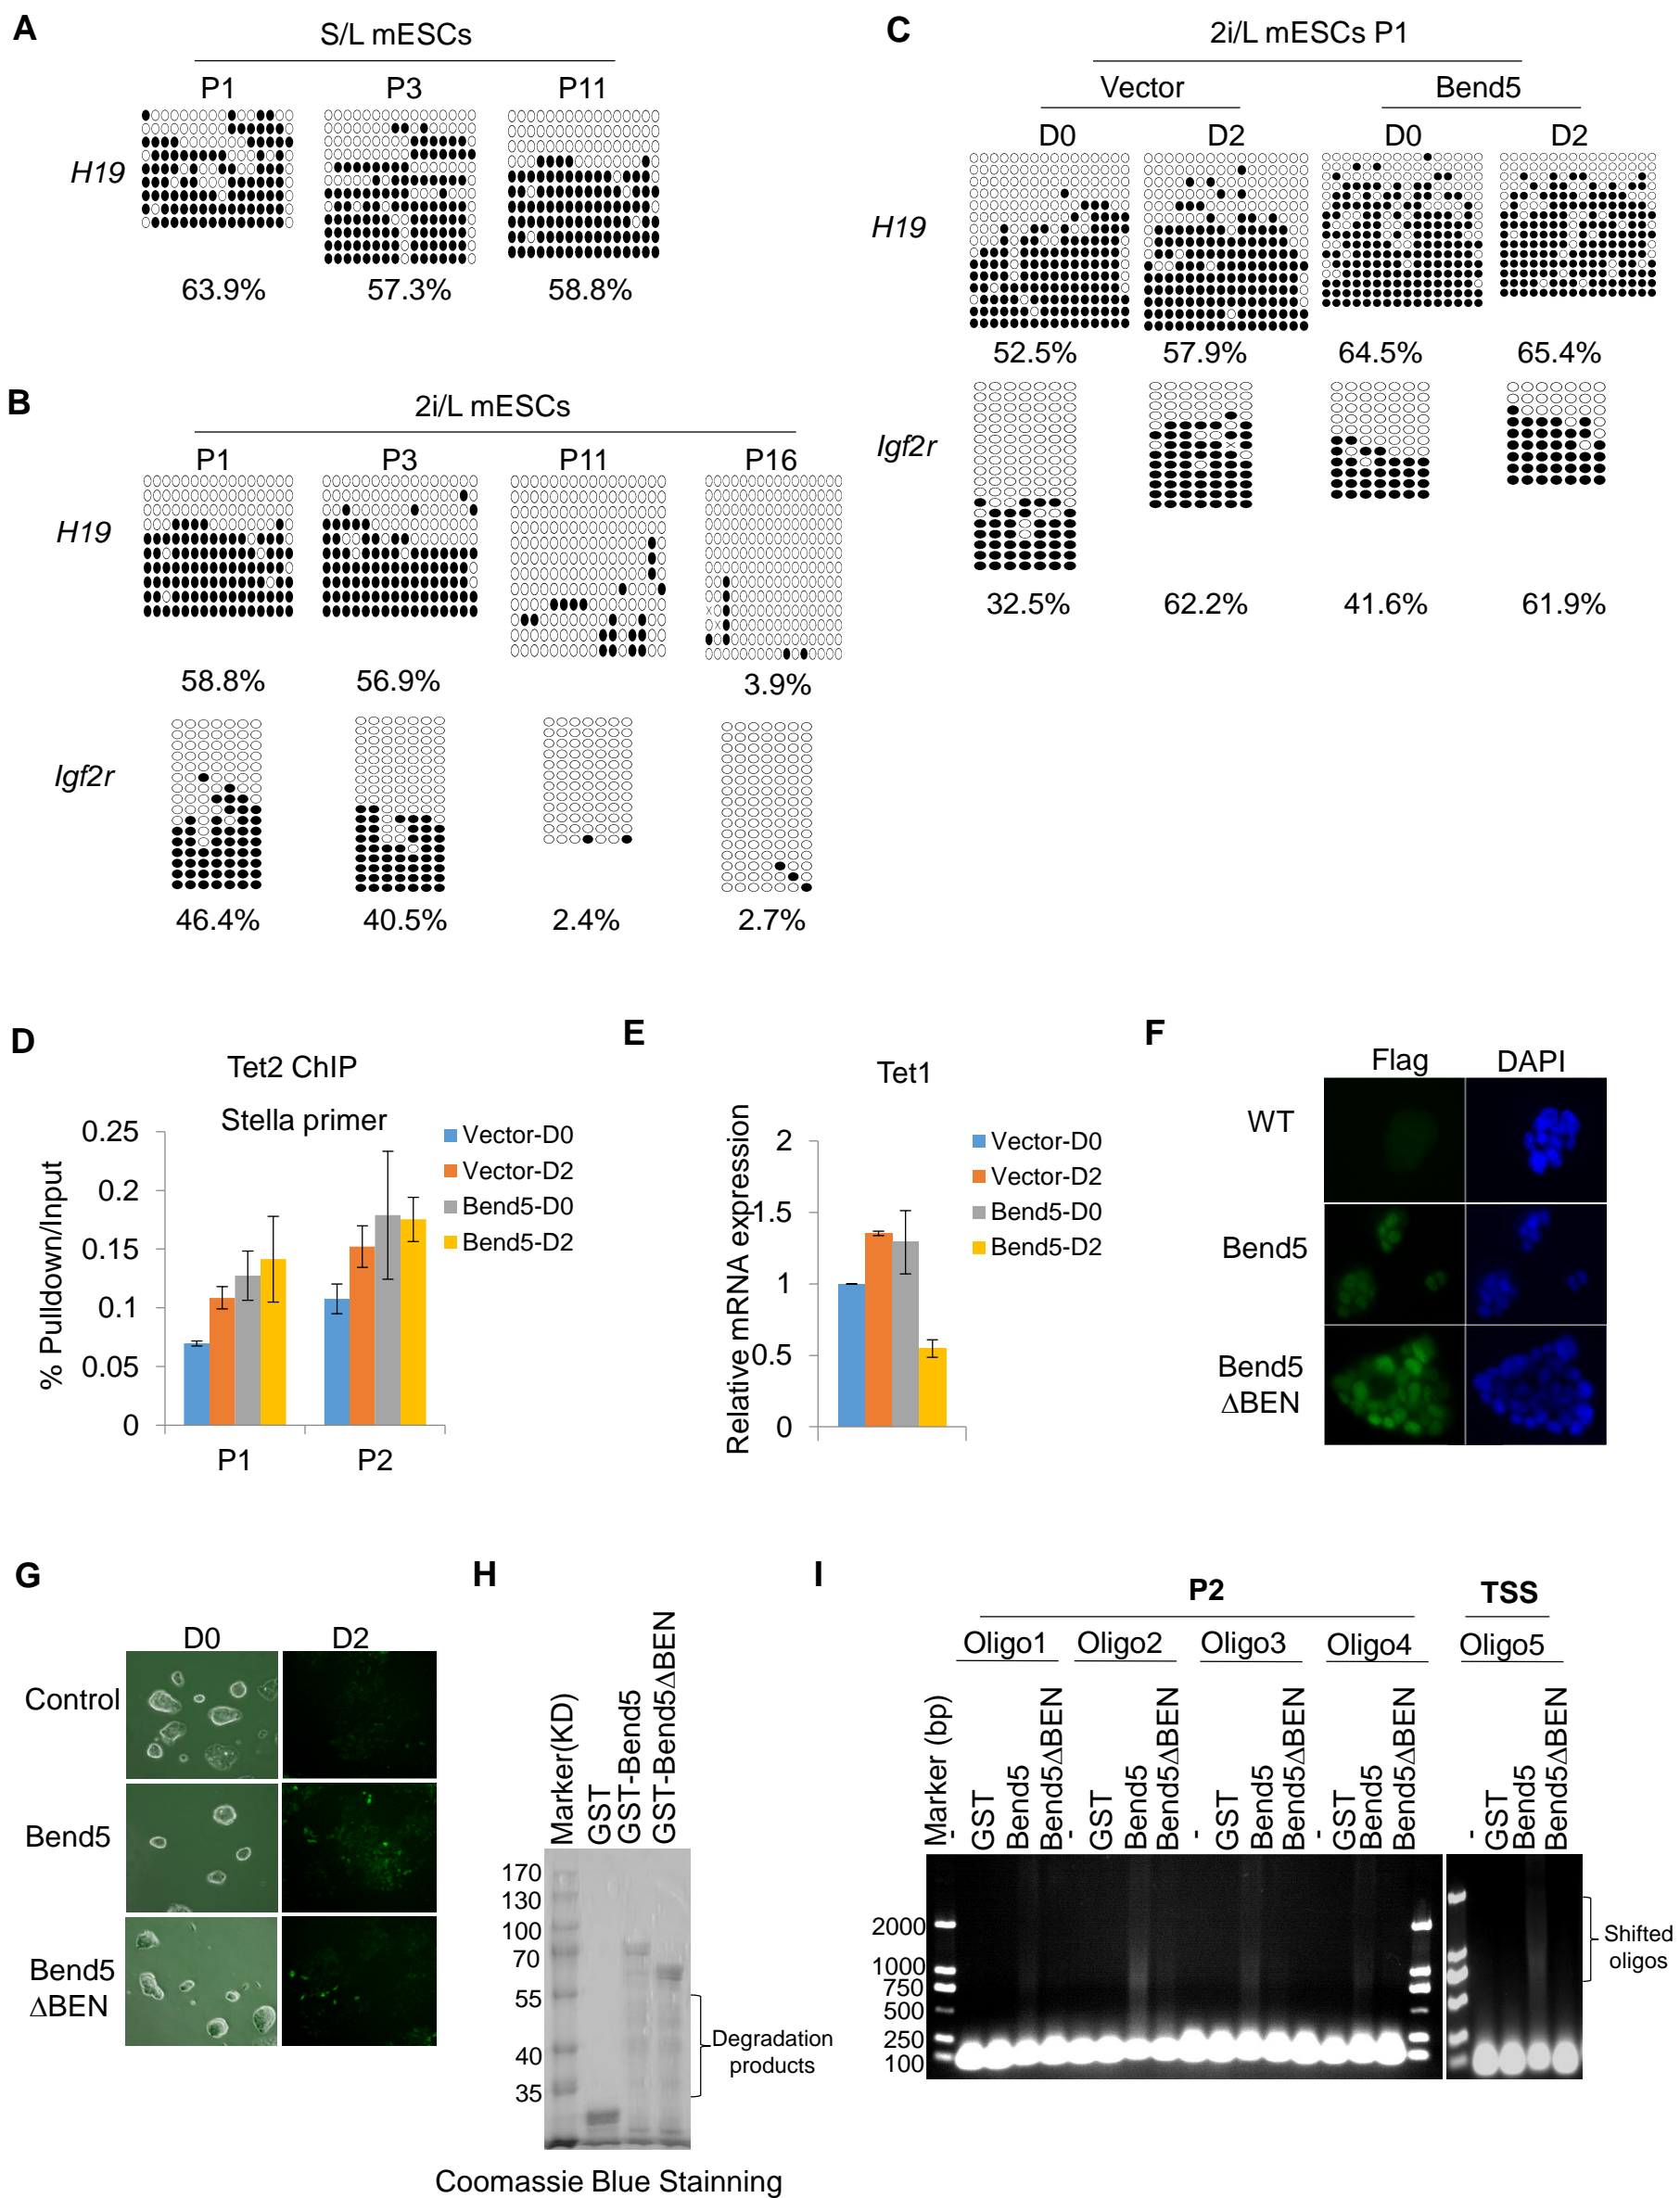 A
S/L mESCs
P1 P3 P11
H19
63.9% 57.3% 58.8%
B
2i/L mESCs
P1 P3 P11 P16
H19
58.8% 56.9% 3.9%
Igf2r
46.4% 40.5% 2.4% 2.7%
C
2i/L mESCs P1
Vector Bend5
D0 D2 D0 D2
H19
52.5% 57.9% 64.5% 65.4%
Igf2r
32.5% 62.2% 41.6% 61.9%
D
Tet2 ChIP
Stella primer
% Pulldown/Input
0.25
0.2
0.15
0.1
0.05
0
P1 P2
Vector-D0
Vector-D2
Bend5-D0
Bend5-D2
E
Tet1
Relative mRNA expression
2
1.5
1
0.5
0
Vector-D0
Vector-D2
Bend5-D0
Bend5-D2
F
Flag DAPI
WT
Bend5
Bend5
ΔBEN
G
D0 D2
Control
Bend5
Bend5
ΔBEN
H
Marker(KD)
GST
GST-Bend5
GST-Bend5ΔBEN
170
130
100
70
55
40
35
Degradation
products
Coomassie Blue Stainning
I
P2 TSS
Oligo1 Oligo2 Oligo3 Oligo4 Oligo5
Marker (bp)
-
GST
Bend5
Bend5ΔBEN
-
GST
Bend5
Bend5ΔBEN
-
GST
Bend5
Bend5ΔBEN
-
GST
Bend5
Bend5ΔBEN
-
GST
Bend5
Bend5ΔBEN
2000
1000
750
500
250
100
Shifted
oligos